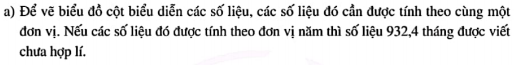 a) Để vẽ biểu đồ cột biểu diễn các số liệu, các số liệu đó cần được tính theo cùng một
đơn vị. Nếu các số liệu đó được tính theo đơn vị năm thì số liệu 932,4 tháng được viết
chưa hợp lí.